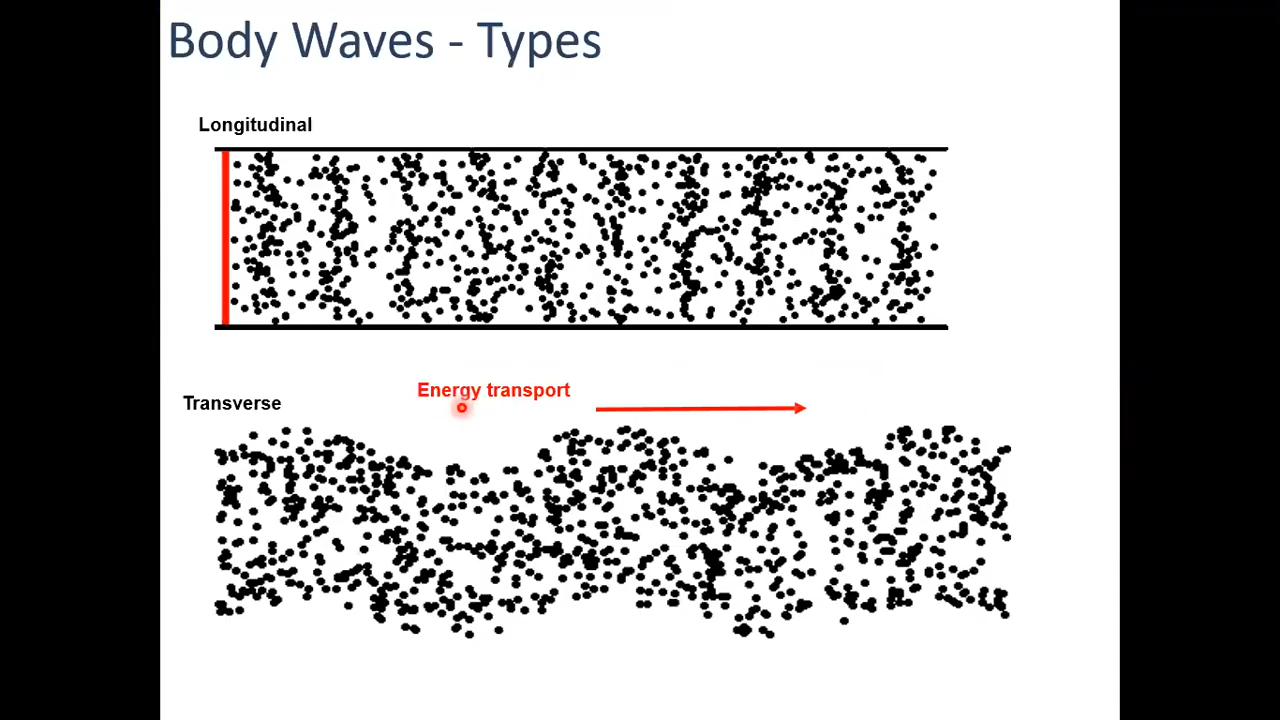 Body Waves - Types
Longitudinal
Energy transport
Transverse